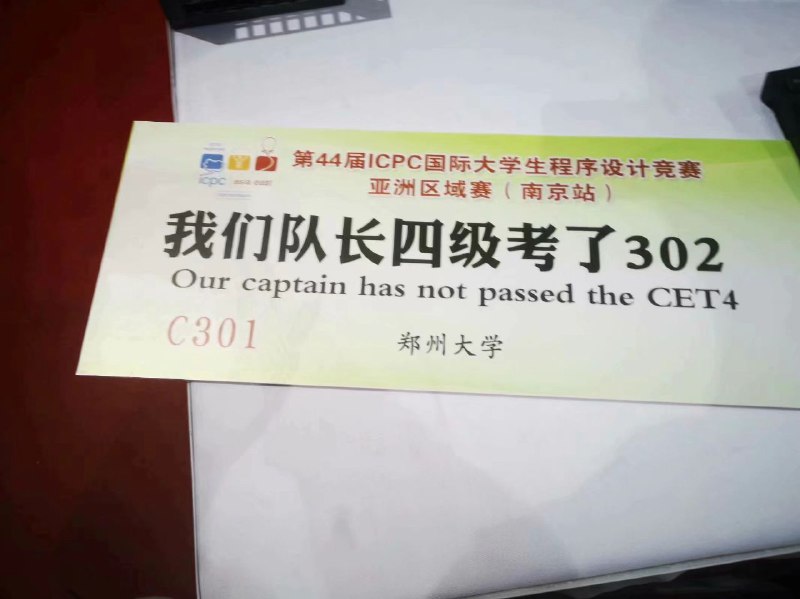 icpc
第44届ICPC国际大学生程序设计竞赛
亚洲区域赛（南京站）
我们队长四级考了302
Our captain has not passed the CET4
C301
郑州大学